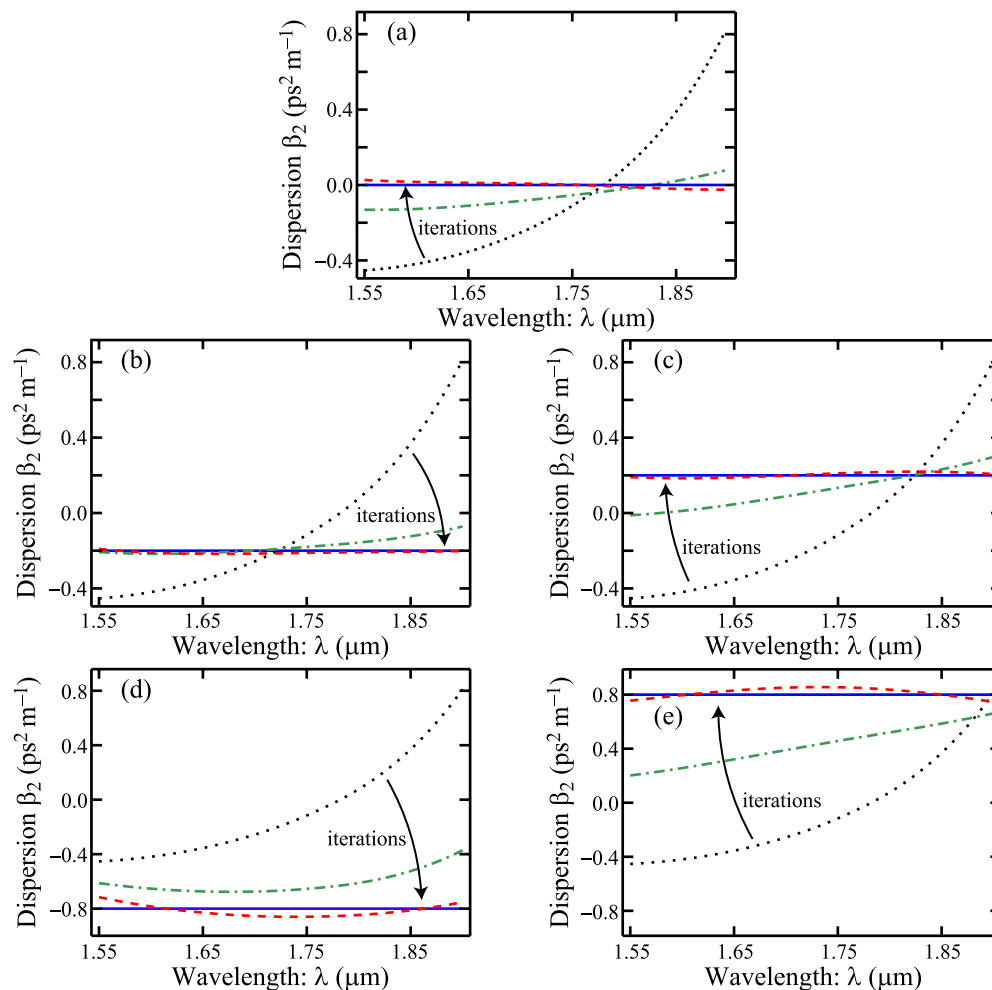 (a)
Dispersion β₂ (ps² m⁻¹)
0.8
0.4
0.0
−0.4
iterations
1.55 1.65 1.75 1.85
Wavelength: λ (μm)
(b)
Dispersion β₂ (ps² m⁻¹)
0.8
0.4
0.0
−0.4
iterations
1.55 1.65 1.75 1.85
Wavelength: λ (μm)
(c)
Dispersion β₂ (ps² m⁻¹)
0.8
0.4
0.0
−0.4
iterations
1.55 1.65 1.75 1.85
Wavelength: λ (μm)
(d)
Dispersion β₂ (ps² m⁻¹)
0.8
0.4
0.0
−0.4
−0.8
iterations
1.55 1.65 1.75 1.85
Wavelength: λ (μm)
(e)
Dispersion β₂ (ps² m⁻¹)
0.8
0.4
0.0
−0.4
−0.8
iterations
1.55 1.65 1.75 1.85
Wavelength: λ (μm)